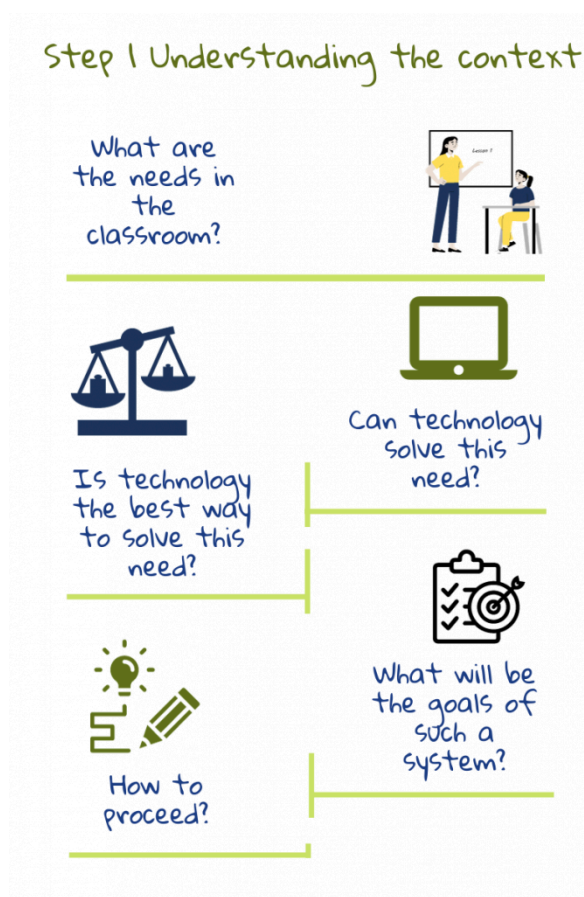 Step 1 Understanding the context
What are
the needs in
the
classroom?
Lesson 1
Can technology
solve this
need?
Is technology
the best way
to solve this
need?
What will be
the goals of
such a
system?
How to
proceed?